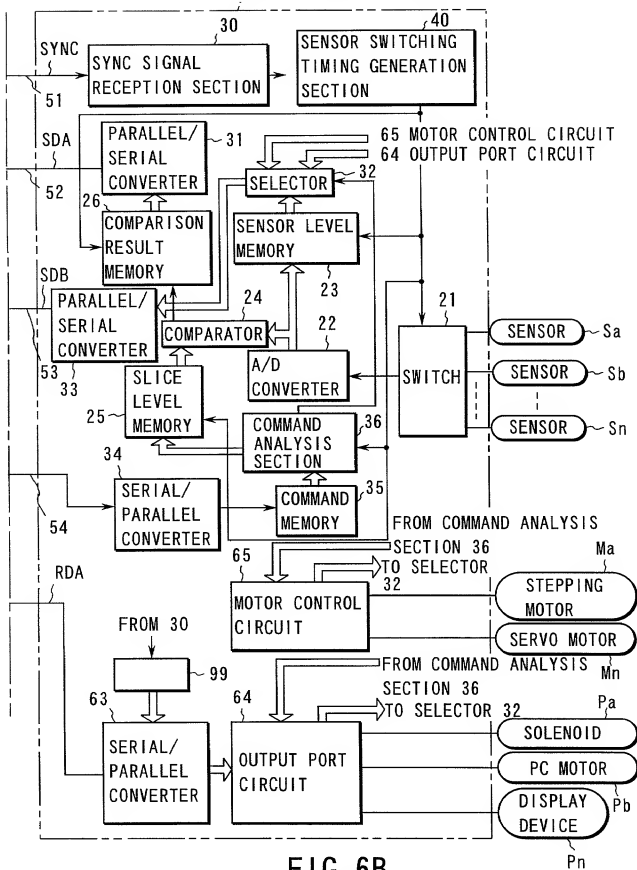 30
SYNC
SYNC SIGNAL
RECEPTION SECTION
51
40
SENSOR SWITCHING
TIMING GENERATION
SECTION
SDA
52
PARALLEL/
SERIAL
CONVERTER
31
65 MOTOR CONTROL CIRCUIT
64 OUTPUT PORT CIRCUIT
SELECTOR
32
26
COMPARISON
RESULT
MEMORY
SENSOR LEVEL
MEMORY
23
SDB
53
PARALLEL/
SERIAL
CONVERTER
33
24
COMPARATOR
22
A/D
CONVERTER
21
SWITCH
SENSOR
Sa
SENSOR
Sb
SENSOR
Sn
25
SLICE
LEVEL
MEMORY
COMMAND
ANALYSIS
SECTION
36
34
54
SERIAL/
PARALLEL
CONVERTER
COMMAND
MEMORY
35
FROM COMMAND ANALYSIS
SECTION 36
TO SELECTOR
32
65
MOTOR CONTROL
CIRCUIT
Ma
STEPPING
MOTOR
SERVO MOTOR
Mn
RDA
FROM 30
99
63
SERIAL/
PARALLEL
CONVERTER
FROM COMMAND ANALYSIS
SECTION 36
TO SELECTOR 32
64
OUTPUT PORT
CIRCUIT
Pa
SOLENOID
PC MOTOR
Pb
DISPLAY
DEVICE
Pn
FIG. 6B